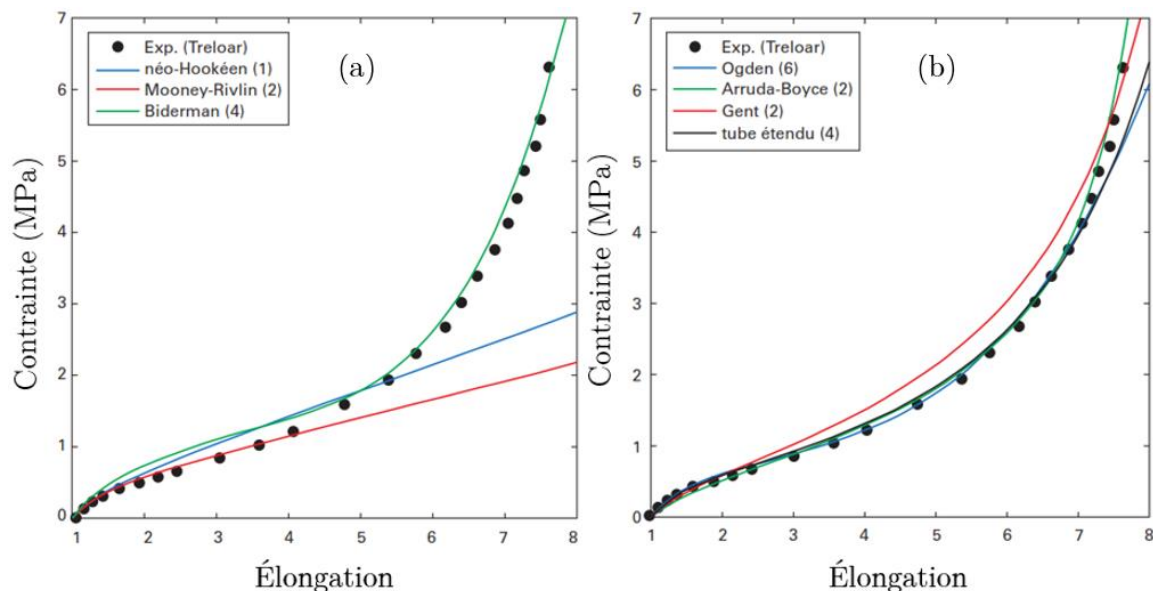 7
6
5
4
3
2
1
0
Contrainte (MPa)
Exp. (Treloar)
néo-Hookéen (1)
Mooney-Rivlin (2)
Biderman (4)
(a)
1 2 3 4 5 6 7 8
Élongation
7
6
5
4
3
2
1
0
Contrainte (MPa)
Exp. (Treloar)
Ogden (6)
Arruda-Boyce (2)
Gent (2)
tube étendu (4)
(b)
1 2 3 4 5 6 7 8
Élongation